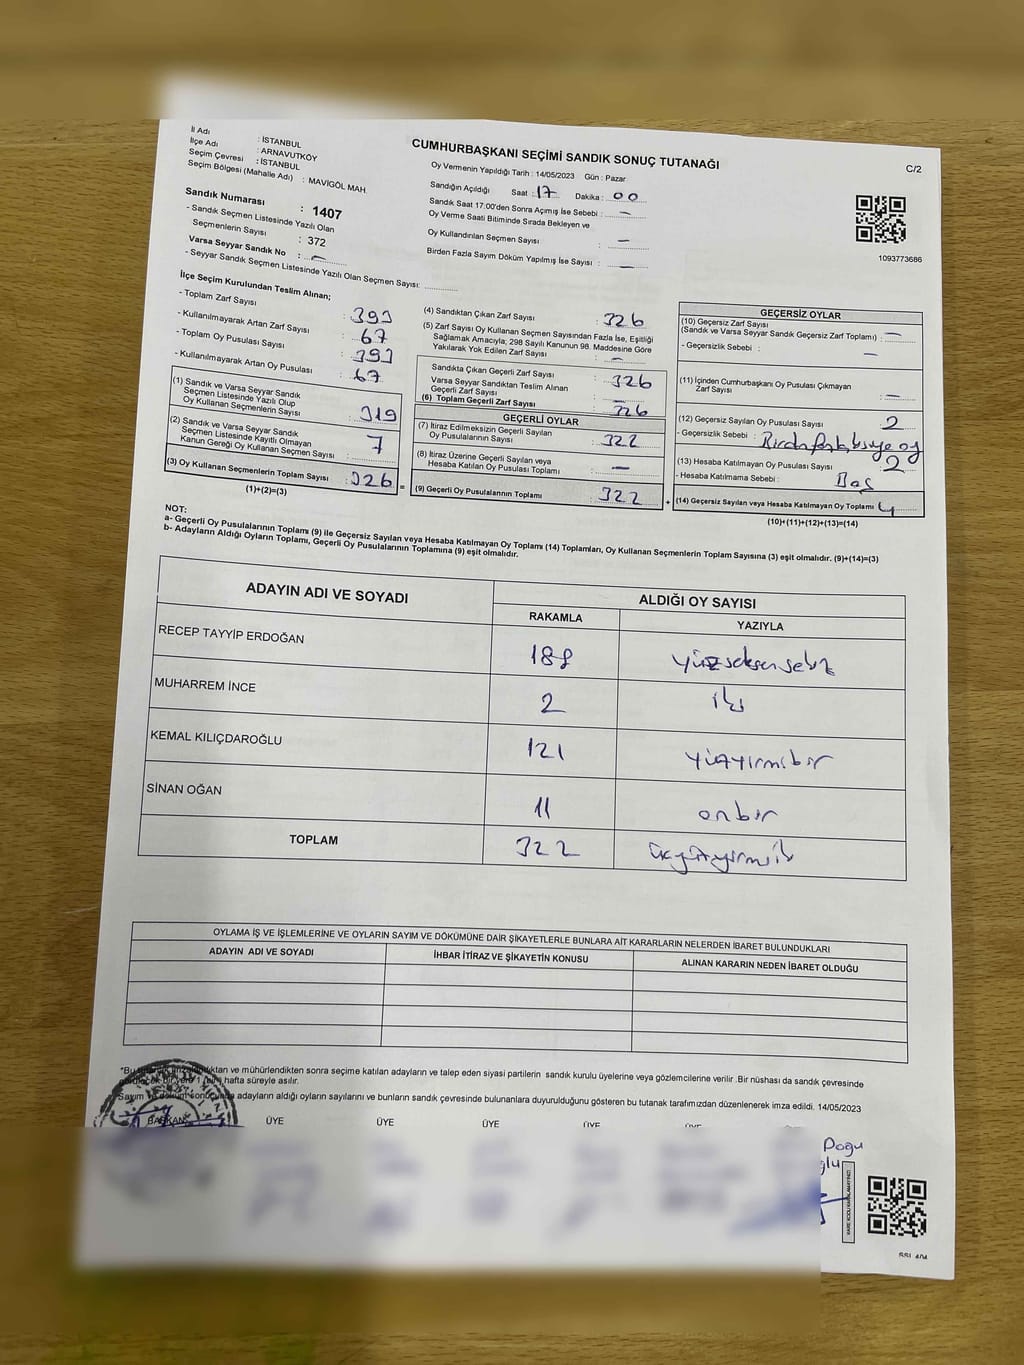 İl Adı : İSTANBUL
İlçe Adı : ARNAVUTKÖY
Seçim Çevresi : İSTANBUL
Seçim Bölgesi (Mahalle Adı) : MAVİGÖL MAH.
Sandık Numarası : 1407
- Sandık Seçmen Listesinde Yazılı Olan
Seçmenlerin Sayısı : 372
Varsa Seyyar Sandık No : —
- Seyyar Sandık Seçmen Listesinde Yazılı Olan Seçmen Sayısı:
CUMHURBAŞKANI SEÇİMİ SANDIK SONUÇ TUTANAĞI
Oy Vermenin Yapıldığı Tarih : 14/05/2023 Gün : Pazar
Sandığın Açıldığı Saat : 17 Dakika : 00
Sandık Saat 17:00'den Sonra Açımış İse Sebebi : —
Oy Verme Saati Bitiminde Sırada Bekleyen ve
Oy Kullandırılan Seçmen Sayısı : —
Birden Fazla Sayım Döküm Yapılmış İse Sayısı : —
C/2
1093773686
İlçe Seçim Kurulundan Teslim Alınan;
- Toplam Zarf Sayısı : 393
- Kullanılmayarak Artan Zarf Sayısı : 67
- Toplam Oy Pusulası Sayısı : 393
- Kullanılmayarak Artan Oy Pusulası : 67
(1) Sandık ve Varsa Seyyar Sandık
Seçmen Listesinde Yazılı Olup
Oy Kullanan Seçmenlerin Sayısı : 319
(2) Sandık ve Varsa Seyyar Sandık
Seçmen Listesinde Kayıtlı Olmayan
Kanun Gereği Oy Kullanan Seçmen Sayısı : 7
(3) Oy Kullanan Seçmenlerin Toplam Sayısı : 326
(1)+(2)=(3)
(4) Sandıktan Çıkan Zarf Sayısı : 326
(5) Zarf Sayısı Oy Kullanan Seçmen Sayısından Fazla İse, Eşitliği
Sağlamak Amacıyla, 298 Sayılı Kanunun 98. Maddesine Göre
Yakılarak Yok Edilen Zarf Sayısı : —
Sandıkta Çıkan Geçerli Zarf Sayısı : 326
Varsa Seyyar Sandıktan Teslim Alınan
Geçerli Zarf Sayısı : —
(6) Toplam Geçerli Zarf Sayısı : 326
GEÇERLİ OYLAR
(7) İtiraz Edilmeksizin Geçerli Sayılan
Oy Pusulalarının Sayısı : 322
(8) İtiraz Üzerine Geçerli Sayılan veya
Hesaba Katılan Oy Pusulası Toplamı : —
(9) Geçerli Oy Pusulalarının Toplamı : 322
GEÇERSİZ OYLAR
(10) Geçersiz Zarf Sayısı
(Sandık ve Varsa Seyyar Sandık Geçersiz Zarf Toplamı) : —
- Geçersizlik Sebebi : —
(11) İçinden Cumhurbaşkanı Oy Pusulası Çıkmayan
Zarf Sayısı : —
(12) Geçersiz Sayılan Oy Pusulası Sayısı : 2
- Geçersizlik Sebebi :
(13) Hesaba Katılmayan Oy Pusulası Sayısı : 2
- Hesaba Katılmama Sebebi : Boş
(14) Geçersiz Sayılan veya Hesaba Katılmayan Oy Toplamı : 4
(10)+(11)+(12)+(13)=(14)
NOT:
a- Geçerli Oy Pusulalarının Toplamı (9) ile Geçersiz Sayılan veya Hesaba Katılmayan Oy Toplamı (14) Toplamları, Oy Kullanan Seçmenlerin Toplam Sayısına (3) eşit olmalıdır. (9)+(14)=(3)
b- Adayların Aldığı Oyların Toplamı, Geçerli Oy Pusulalarının Toplamına (9) eşit olmalıdır.
ADAYIN ADI VE SOYADI ALDIĞI OY SAYISI
RAKAMLA YAZIYLA
RECEP TAYYİP ERDOĞAN 188 yüzseksensekiz
MUHARREM İNCE 2 iki
KEMAL KILIÇDAROĞLU 121 yüzyirmibir
SİNAN OĞAN 11 onbir
TOPLAM 322 üçyüzyirmiiki
OYLAMA İŞ VE İŞLEMLERİNE VE OYLARIN SAYIM VE DÖKÜMÜNE DAİR ŞİKAYETLERLE BUNLARA AİT KARARLARIN NELERDEN İBARET BULUNDUKLARI
ADAYIN ADI VE SOYADI İHBAR İTİRAZ VE ŞİKAYETİN KONUSU ALINAN KARARIN NEDEN İBARET OLDUĞU
"Bu tutanak imzalandıktan ve mühürlendikten sonra seçime katılan adayların ve talep eden siyasi partilerin sandık kurulu üyelerine veya gözlemcilerine verilir. Bir nüshası da sandık çevresinde
görülecek bir yere 1 (bir) hafta süreyle asılır.
Sayım ve döküm sonucunda adayların aldığı oyların sayılarını ve bunların sandık çevresinde bulunanlara duyurulduğunu gösteren bu tutanak tarafımızdan düzenlenerek imza edildi. 14/05/2023
BAŞKAN ÜYE ÜYE ÜYE ÜYE ÜYE
Doğu